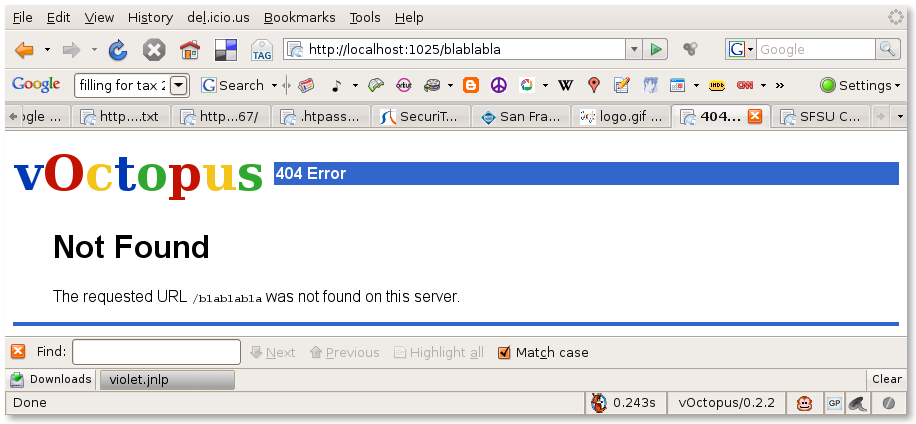 File Edit View History del.icio.us Bookmarks Tools Help
TAG http://localhost:1025/blablabla G Google
Google filling for tax 2 G Search ortut W IMDb CNN » Settings
ogle ... http....txt http...67/ .htpass... SecuriT... San Fra... logo.gif ... 404... SFSU C...
vOctopus 404 Error
Not Found
The requested URL /blablabla was not found on this server.
Find: Next Previous Highlight all Match case
Downloads violet.jnlp Clear
Done 0.243s vOctopus/0.2.2 GP